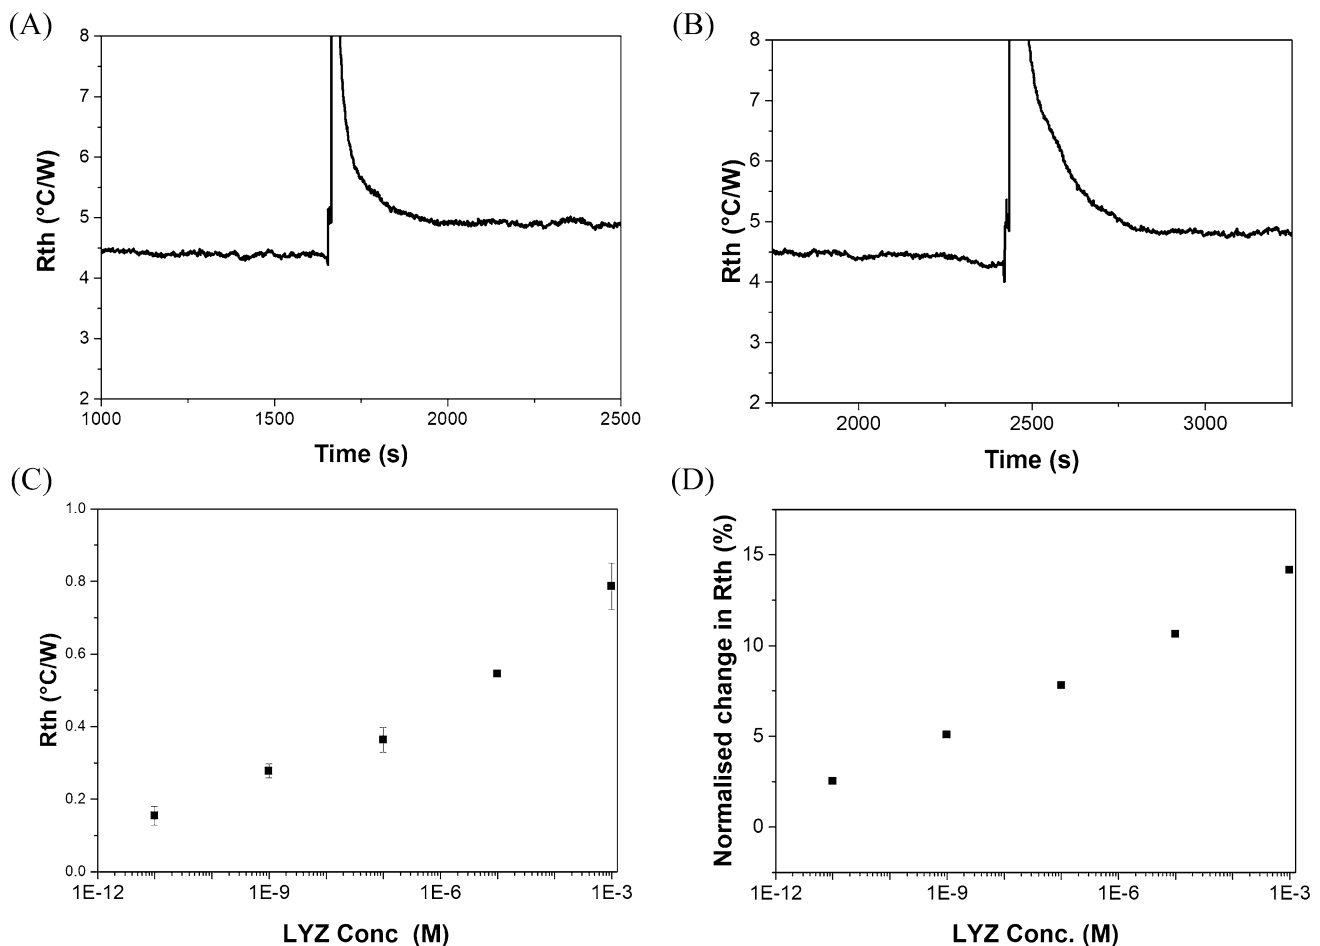 (A)
8
7
6
5
4
3
2
Rth (°C/W)
1000
1500
2000
2500
Time (s)
(B)
8
7
6
5
4
3
2
Rth (°C/W)
2000
2500
3000
Time (s)
(C)
1.0
0.8
0.6
0.4
0.2
0.0
Rth (°C/W)
1E-12
1E-9
1E-6
1E-3
LYZ Conc (M)
(D)
15
10
5
0
Normalised change in Rth (%)
1E-12
1E-9
1E-6
1E-3
LYZ Conc. (M)